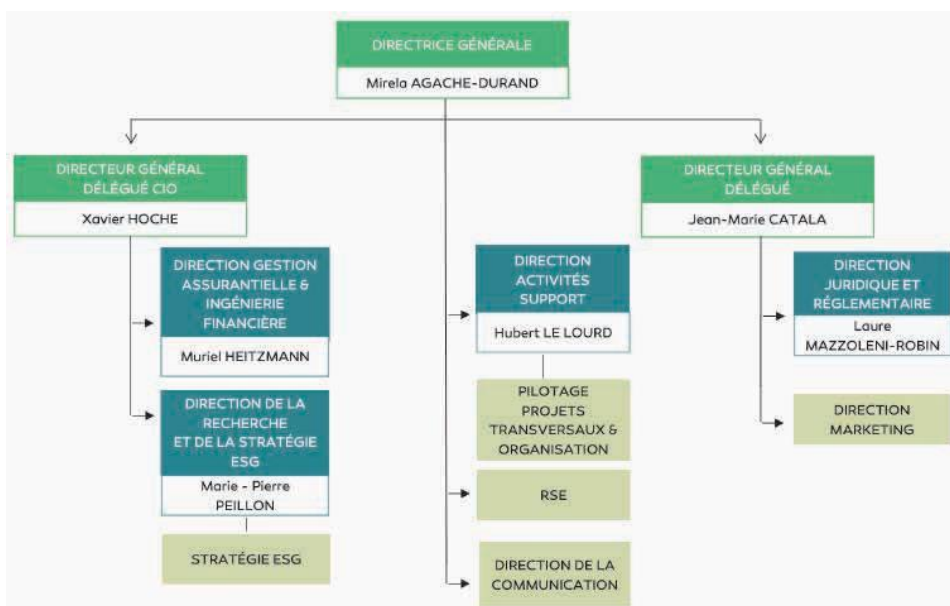 DIRECTRICE GÉNÉRALE
Mirela AGACHE-DURAND
DIRECTEUR GÉNÉRAL
DÉLÉGUÉ CIO
Xavier HOCHE
DIRECTION GESTION
ASSURANTIELLE &
INGÉNIERIE
FINANCIÈRE
Muriel HEITZMANN
DIRECTION DE LA
RECHERCHE
ET DE LA STRATÉGIE
ESG
Marie - Pierre
PEILLON
STRATÉGIE ESG
DIRECTION
ACTIVITÉS
SUPPORT
Hubert LE LOURD
PILOTAGE
PROJETS
TRANSVERSAUX &
ORGANISATION
RSE
DIRECTION DE LA
COMMUNICATION
DIRECTEUR GÉNÉRAL
DÉLÉGUÉ
Jean-Marie CATALA
DIRECTION
JURIDIQUE ET
RÉGLEMENTAIRE
Laure
MAZZOLENI-ROBIN
DIRECTION
MARKETING